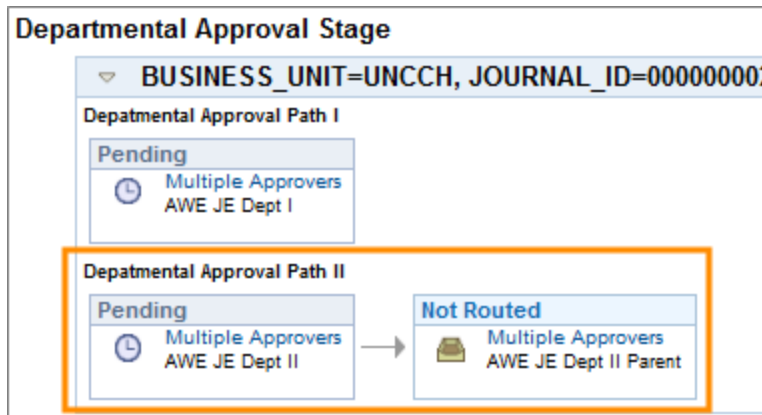 Departmental Approval Stage
BUSINESS_UNIT=UNCCH, JOURNAL_ID=00000000
Depatmental Approval Path I
Pending
Multiple Approvers
AWE JE Dept I
Depatmental Approval Path II
Pending
Multiple Approvers
AWE JE Dept II
Not Routed
Multiple Approvers
AWE JE Dept II Parent